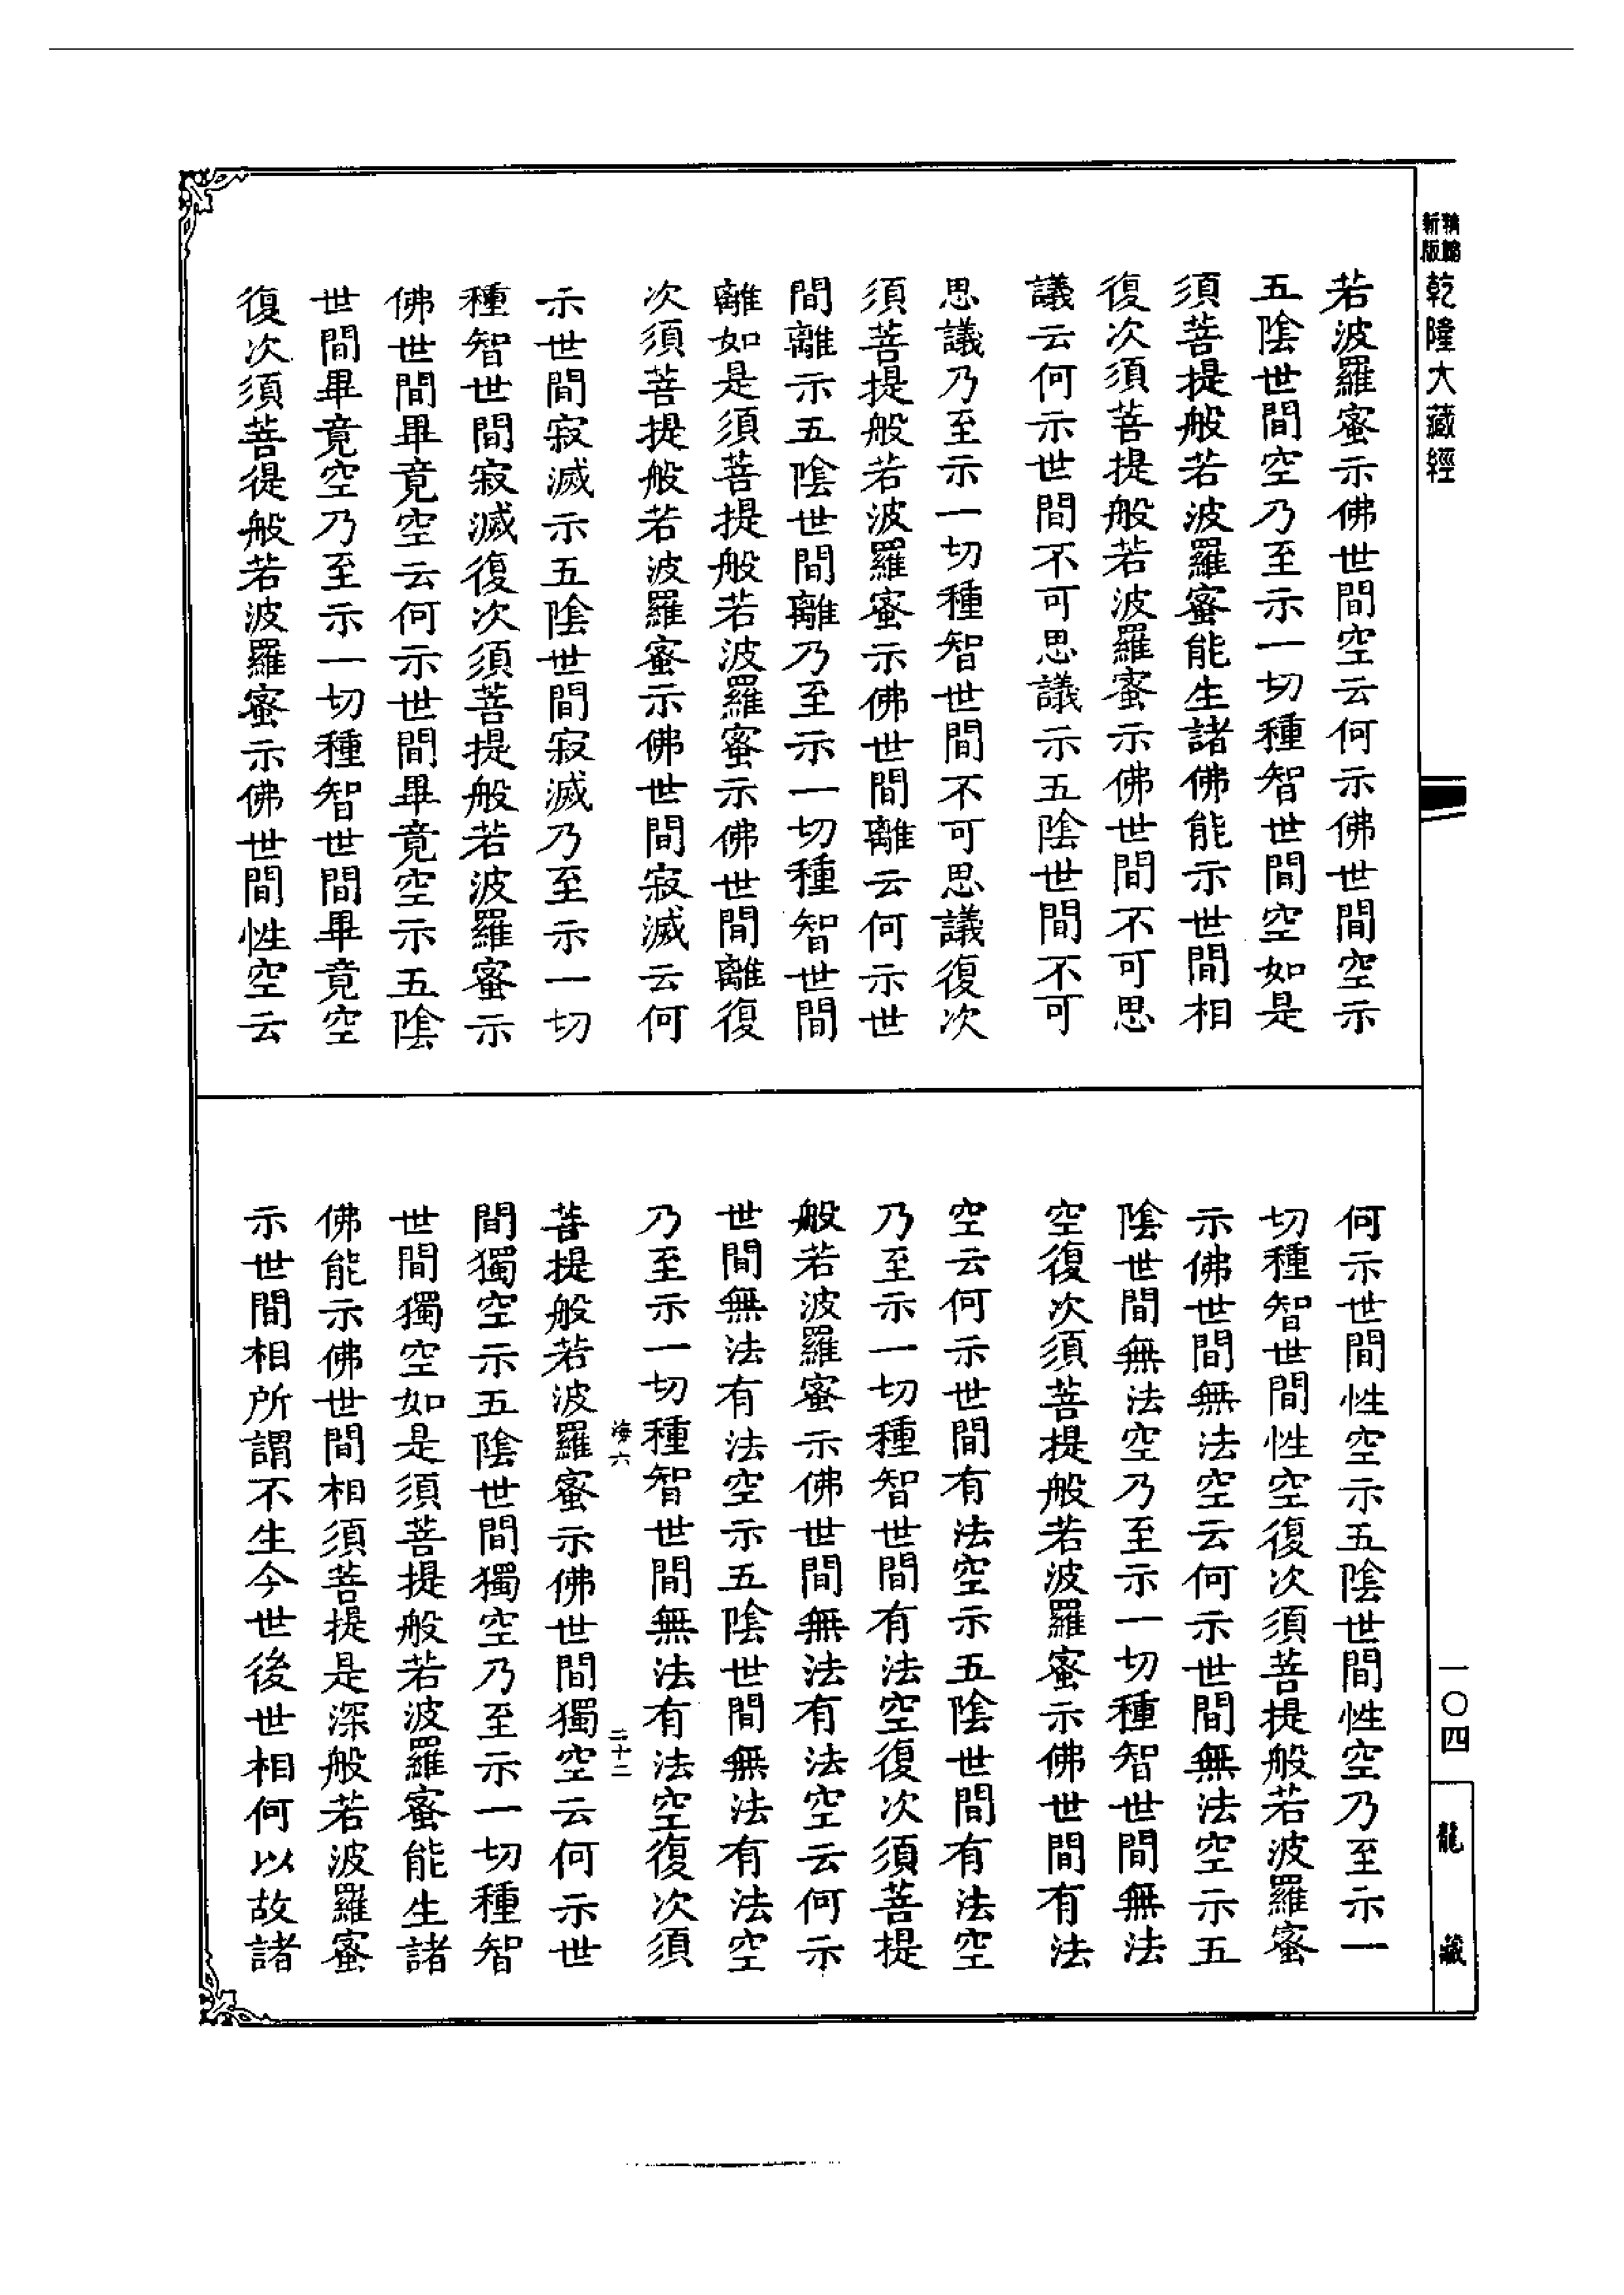 新版 精編
乾隆大藏經
若波羅蜜示佛世間空云何示佛世間空示
五陰世間空乃至示一切種智世間空如是
須菩提般若波羅蜜能生諸佛能示世間相
復次須菩提般若波羅蜜示佛世間不可思
議云何示世間不可思議示五陰世間不可
思議乃至示一切種智世間不可思議復次
須菩提般若波羅蜜示佛世間離云何示世
間離示五陰世間離乃至示一切種智世間
離如是須菩提般若波羅蜜示佛世間離復
次須菩提般若波羅蜜示佛世間寂滅云何
示世間寂滅示五陰世間寂滅乃至示一切
種智世間寂滅復次須菩提般若波羅蜜示
佛世間畢竟空云何示世間畢竟空示五陰
世間畢竟空乃至示一切種智世間畢竟空
復次須菩提般若波羅蜜示佛世間性空云
何示世間性空示五陰世間性空乃至示一
切種智世間性空復次須菩提般若波羅蜜
示佛世間無法空云何示世間無法空示五
陰世間無法空乃至示一切種智世間無法
空復次須菩提般若波羅蜜示佛世間有法
空云何示世間有法空示五陰世間有法空
乃至示一切種智世間有法空復次須菩提
般若波羅蜜示佛世間無法有法空云何示
世間無法有法空示五陰世間無法有法空
乃至示一切種智世間無法有法空復次須
海六
二十二
菩提般若波羅蜜示佛世間獨空云何示世
間獨空示五陰世間獨空乃至示一切種智
世間獨空如是須菩提般若波羅蜜能生諸
佛能示佛世間相須菩提是深般若波羅蜜
示世間相所謂不生今世後世相何以故諸
一〇四
龍藏